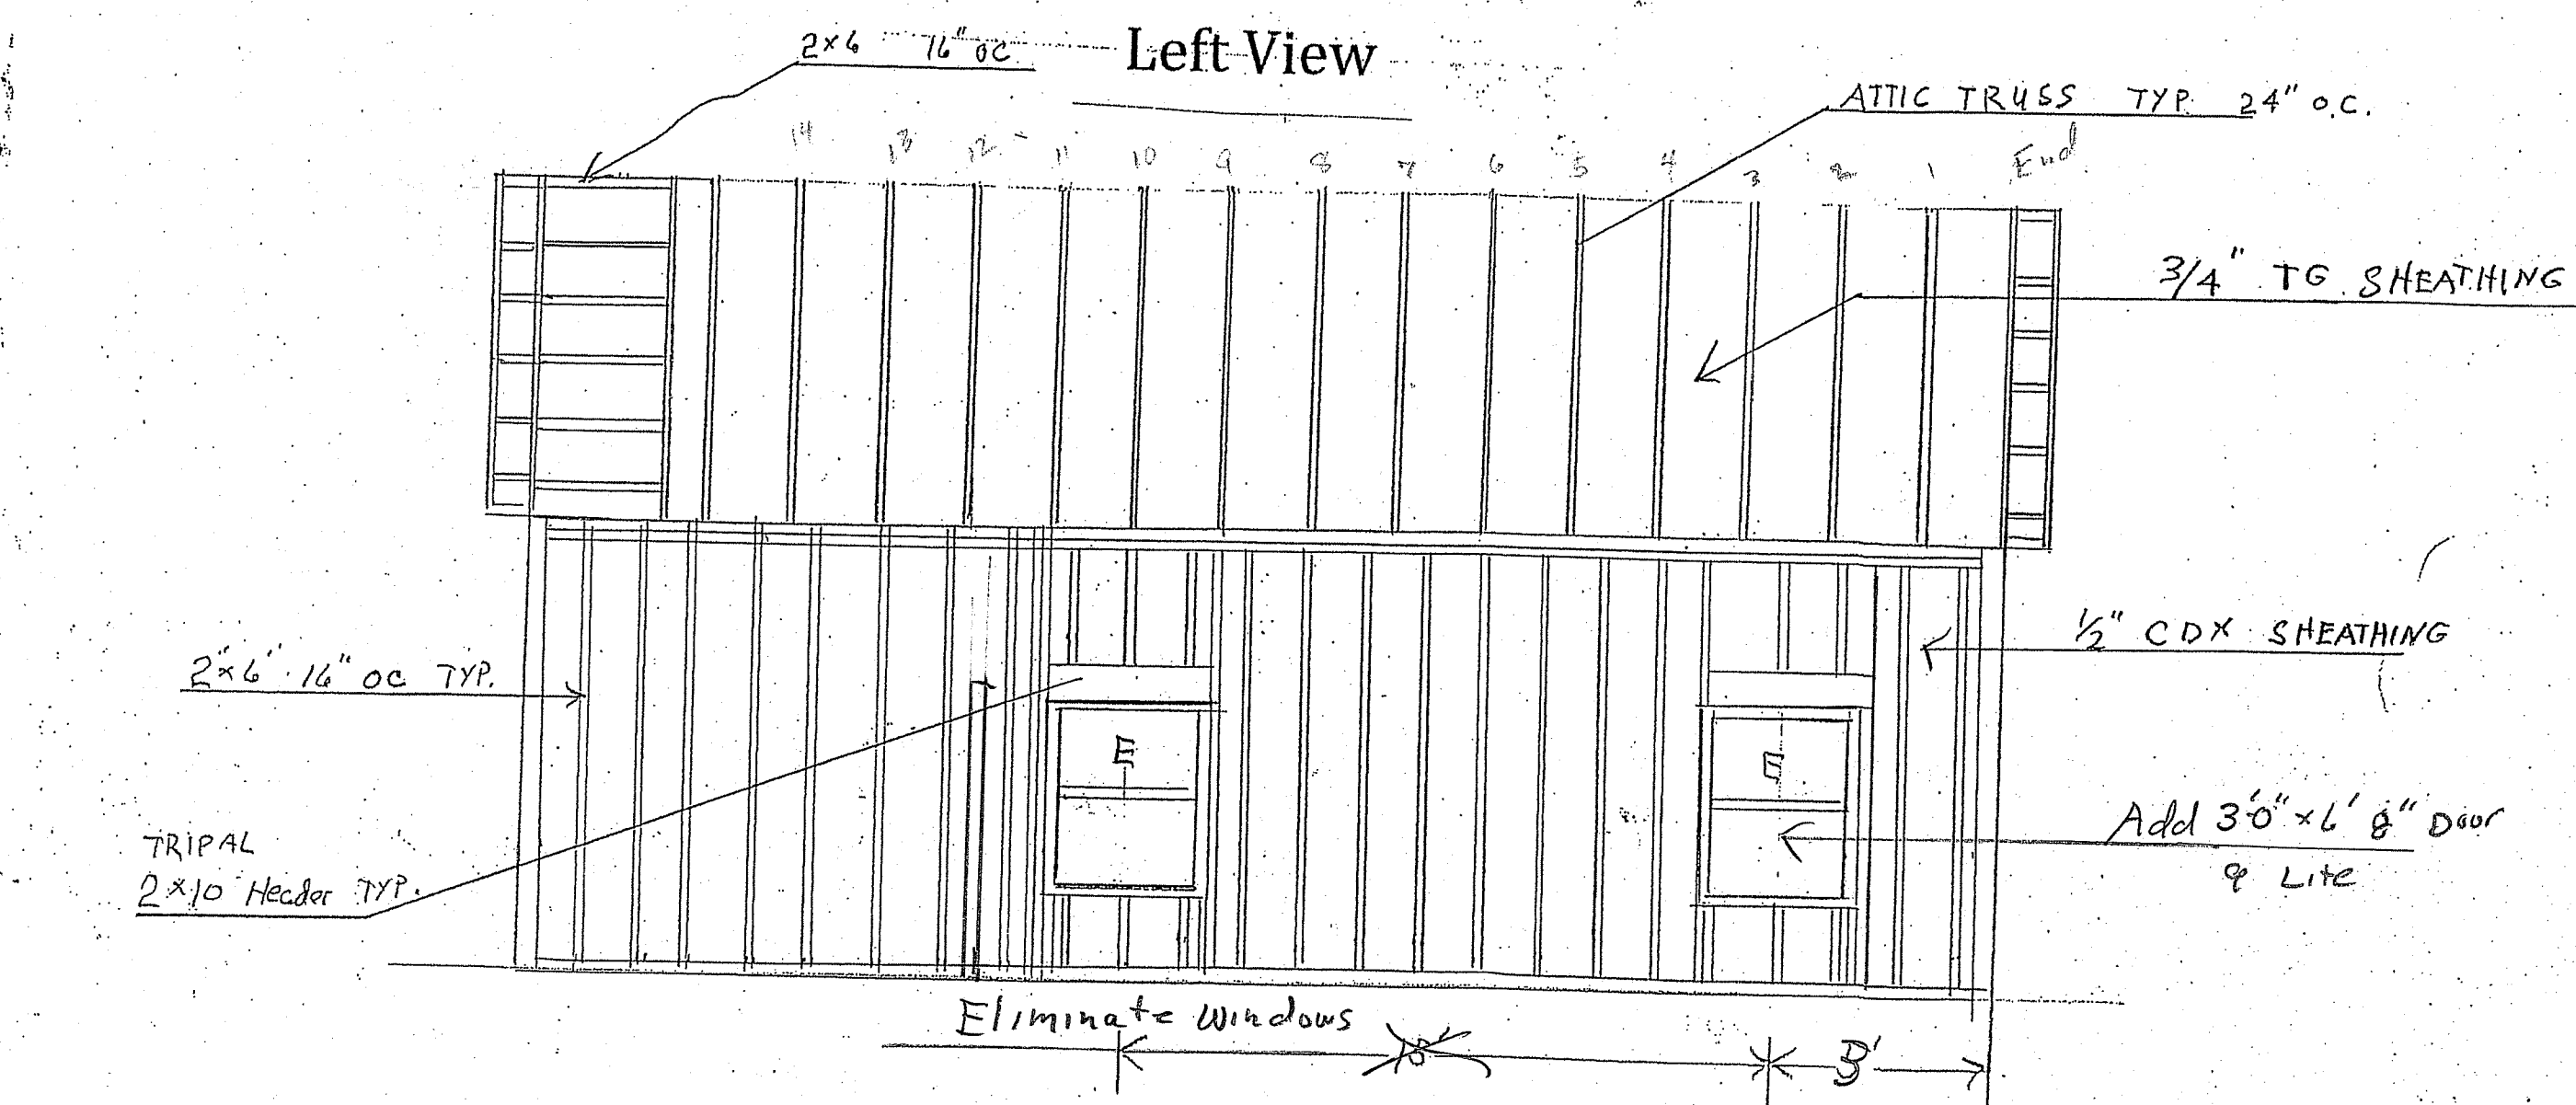 Left View
2×6 16" OC
ATTIC TRUSS TYP. 24" O.C.
14 13 12 11 10 9 8 7 6 5 4 3 2 1 End
3/4" TG SHEATHING
1/2" CDX SHEATHING
2"×6" 16" OC TYP.
E
E
Add 3'0"×6' 8" Door
9 Lite
TRIPAL
2×10 Header TYP.
Eliminate Windows
10'
3'